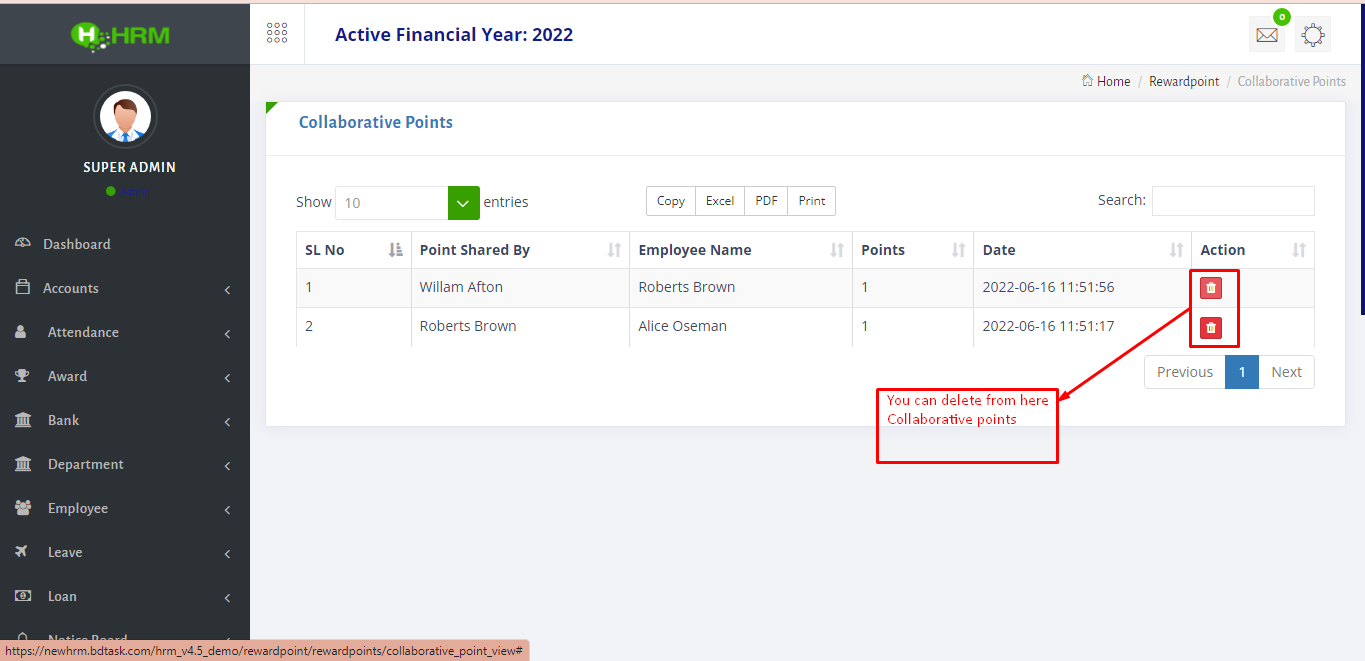 HRM
Active Financial Year: 2022
0
Home / Rewardpoint / Collaborative Points
SUPER ADMIN
Dashboard
Accounts
Attendance
Award
Bank
Department
Employee
Leave
Loan
Notice Board
Collaborative Points
Show 10 entries
Copy Excel PDF Print
Search:
SL No Point Shared By Employee Name Points Date Action
1 Willam Afton Roberts Brown 1 2022-06-16 11:51:56
2 Roberts Brown Alice Oseman 1 2022-06-16 11:51:17
Previous 1 Next
You can delete from here
Collaborative points
https://newhrm.bdtask.com/hrm_v4.5_demo/rewardpoint/rewardpoints/collaborative_point_view#